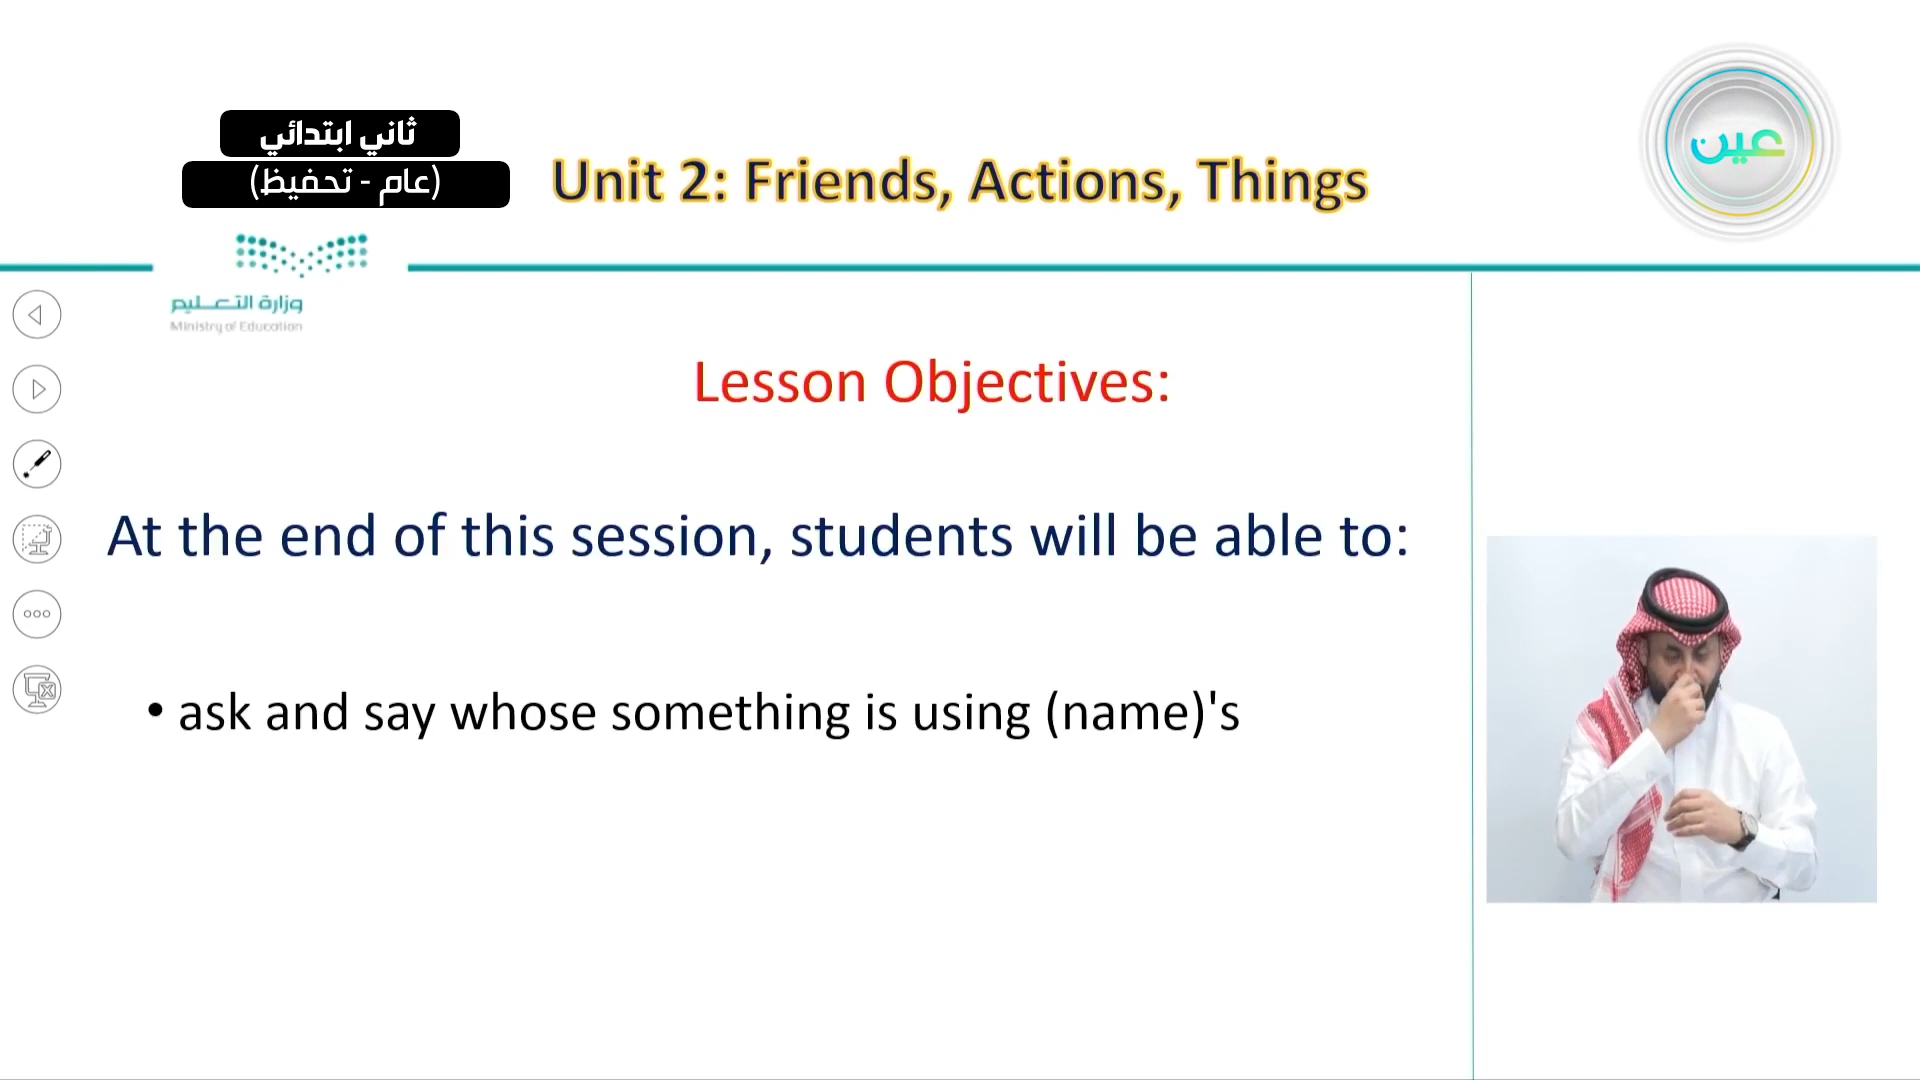 ثاني ابتدائي
(عام - تحفيظ)
Unit 2: Friends, Actions, Things
عين
وزارة التعليم
Ministry of Education
Lesson Objectives:
At the end of this session, students will be able to:
• ask and say whose something is using (name)'s